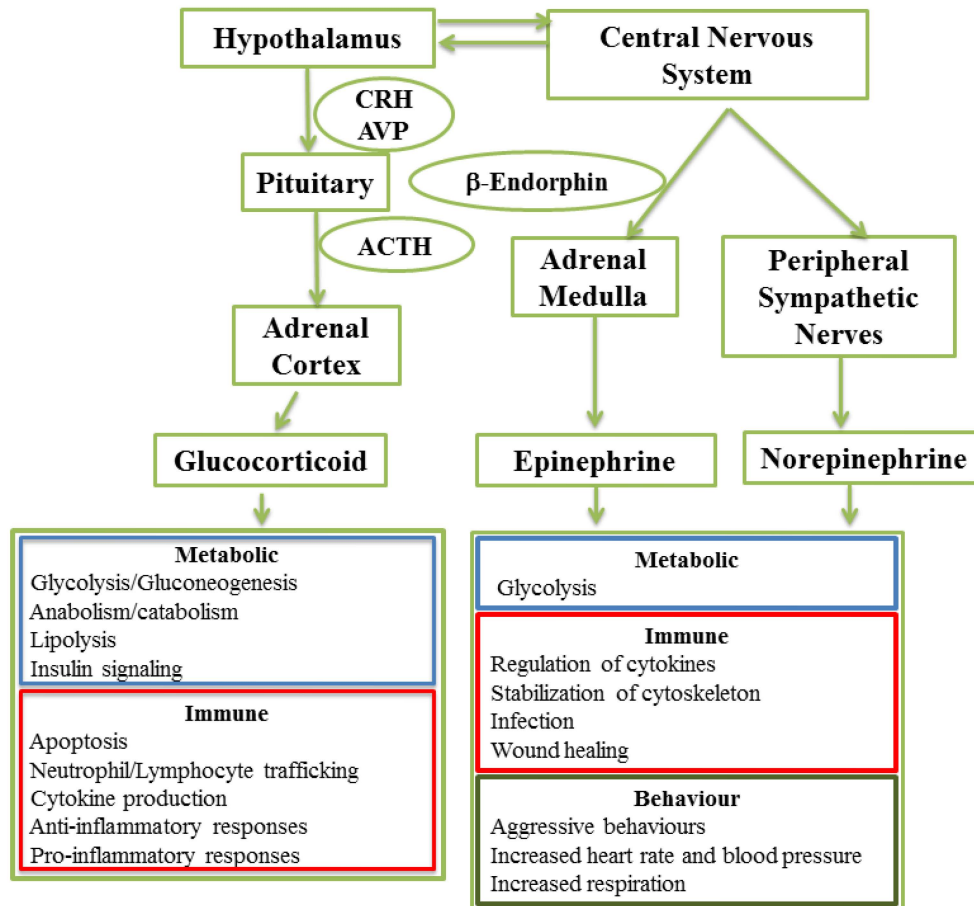 Hypothalamus
Central Nervous
System
CRH
AVP
Pituitary
β-Endorphin
ACTH
Adrenal
Medulla
Peripheral
Sympathetic
Nerves
Adrenal
Cortex
Glucocorticoid
Epinephrine
Norepinephrine
Metabolic
Glycolysis/Gluconeogenesis
Anabolism/catabolism
Lipolysis
Insulin signaling
Immune
Apoptosis
Neutrophil/Lymphocyte trafficking
Cytokine production
Anti-inflammatory responses
Pro-inflammatory responses
Metabolic
Glycolysis
Immune
Regulation of cytokines
Stabilization of cytoskeleton
Infection
Wound healing
Behaviour
Aggressive behaviours
Increased heart rate and blood pressure
Increased respiration